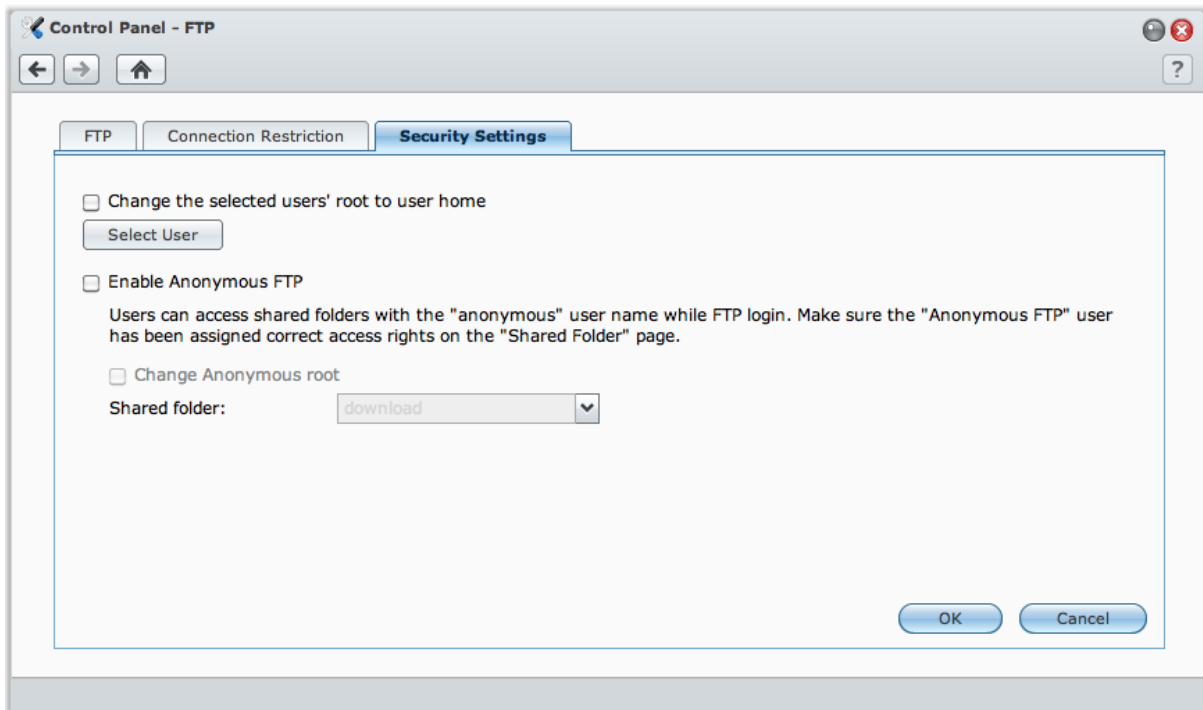 Control Panel - FTP
?
FTP
Connection Restriction
Security Settings
Change the selected users' root to user home
Select User
Enable Anonymous FTP
Users can access shared folders with the "anonymous" user name while FTP login. Make sure the "Anonymous FTP" user
has been assigned correct access rights on the "Shared Folder" page.
Change Anonymous root
Shared folder:
download
OK
Cancel